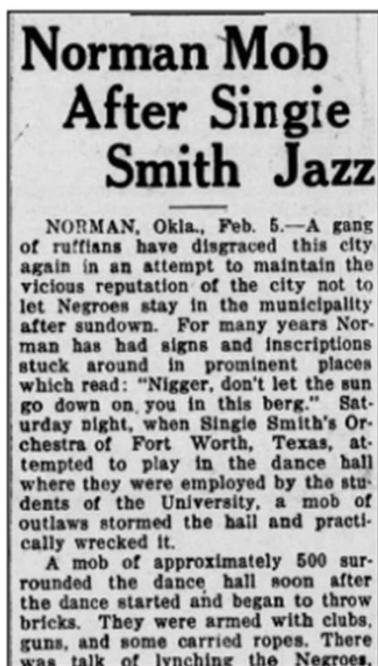 Norman Mob
After Singie
Smith Jazz
NORMAN, Okla., Feb. 5.—A gang
of ruffians have disgraced this city
again in an attempt to maintain the
vicious reputation of the city not to
let Negroes stay in the municipality
after sundown. For many years Nor-
man has had signs and inscriptions
stuck around in prominent places
which read: "Nigger, don't let the sun
go down on you in this berg." Sat-
urday night, when Singie Smith's Or-
chestra of Fort Worth, Texas, at-
tempted to play in the dance hall
where they were employed by the stu-
dents of the University, a mob of
outlaws stormed the hall and practi-
cally wrecked it.
A mob of approximately 500 sur-
rounded the dance hall soon after
the dance started and began to throw
bricks. They were armed with clubs,
guns, and some carried ropes. There
was talk of lynching the Negroes,